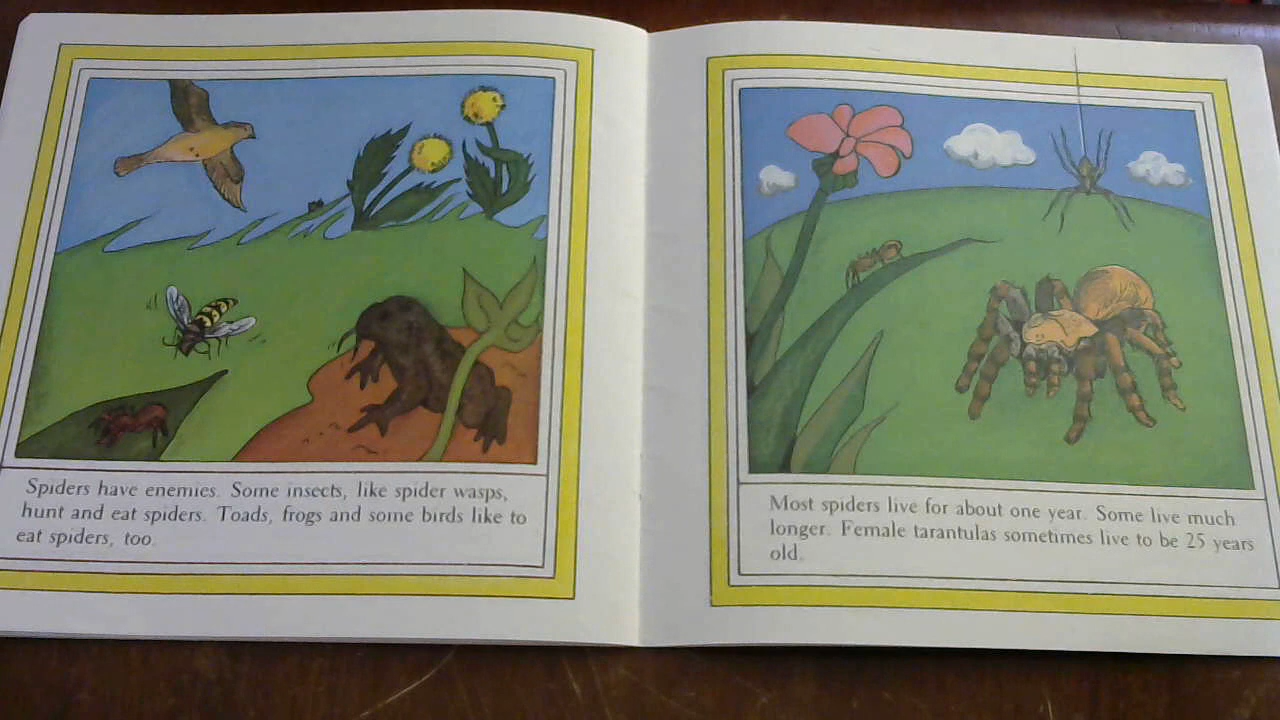 Spiders have enemies. Some insects, like spider wasps,
hunt and eat spiders. Toads, frogs and some birds like to
eat spiders, too.
Most spiders live for about one year. Some live much
longer. Female tarantulas sometimes live to be 25 years
old.